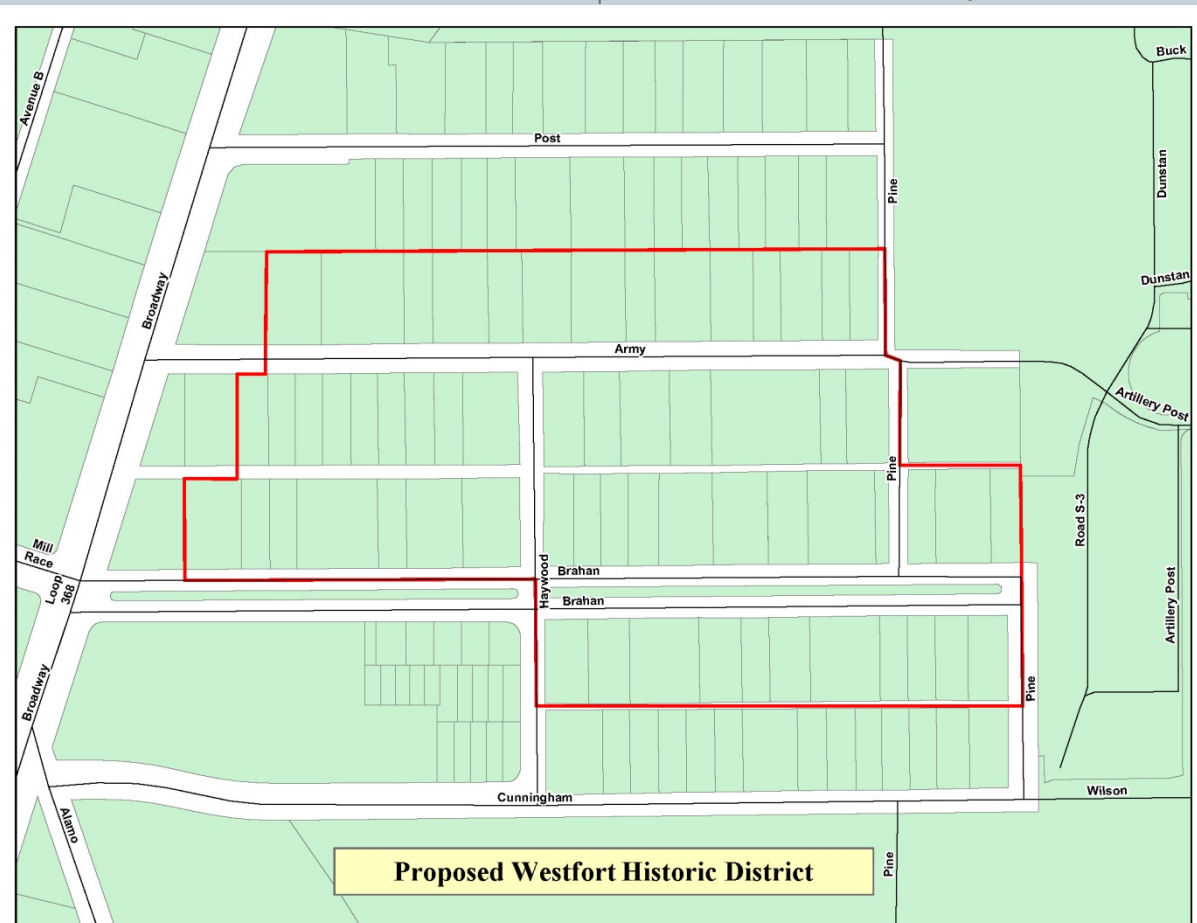 Buck
Avenue B
Post
Dunstan
Pine
Dunstan
Broadway
Army
Artillery Post
Pine
Road S-3
Mill
Race
Loop
368
Haywood
Brahan
Brahan
Artillery Post
Broadway
Pine
Cunningham
Wilson
Alamo
Pine
Proposed Westfort Historic District